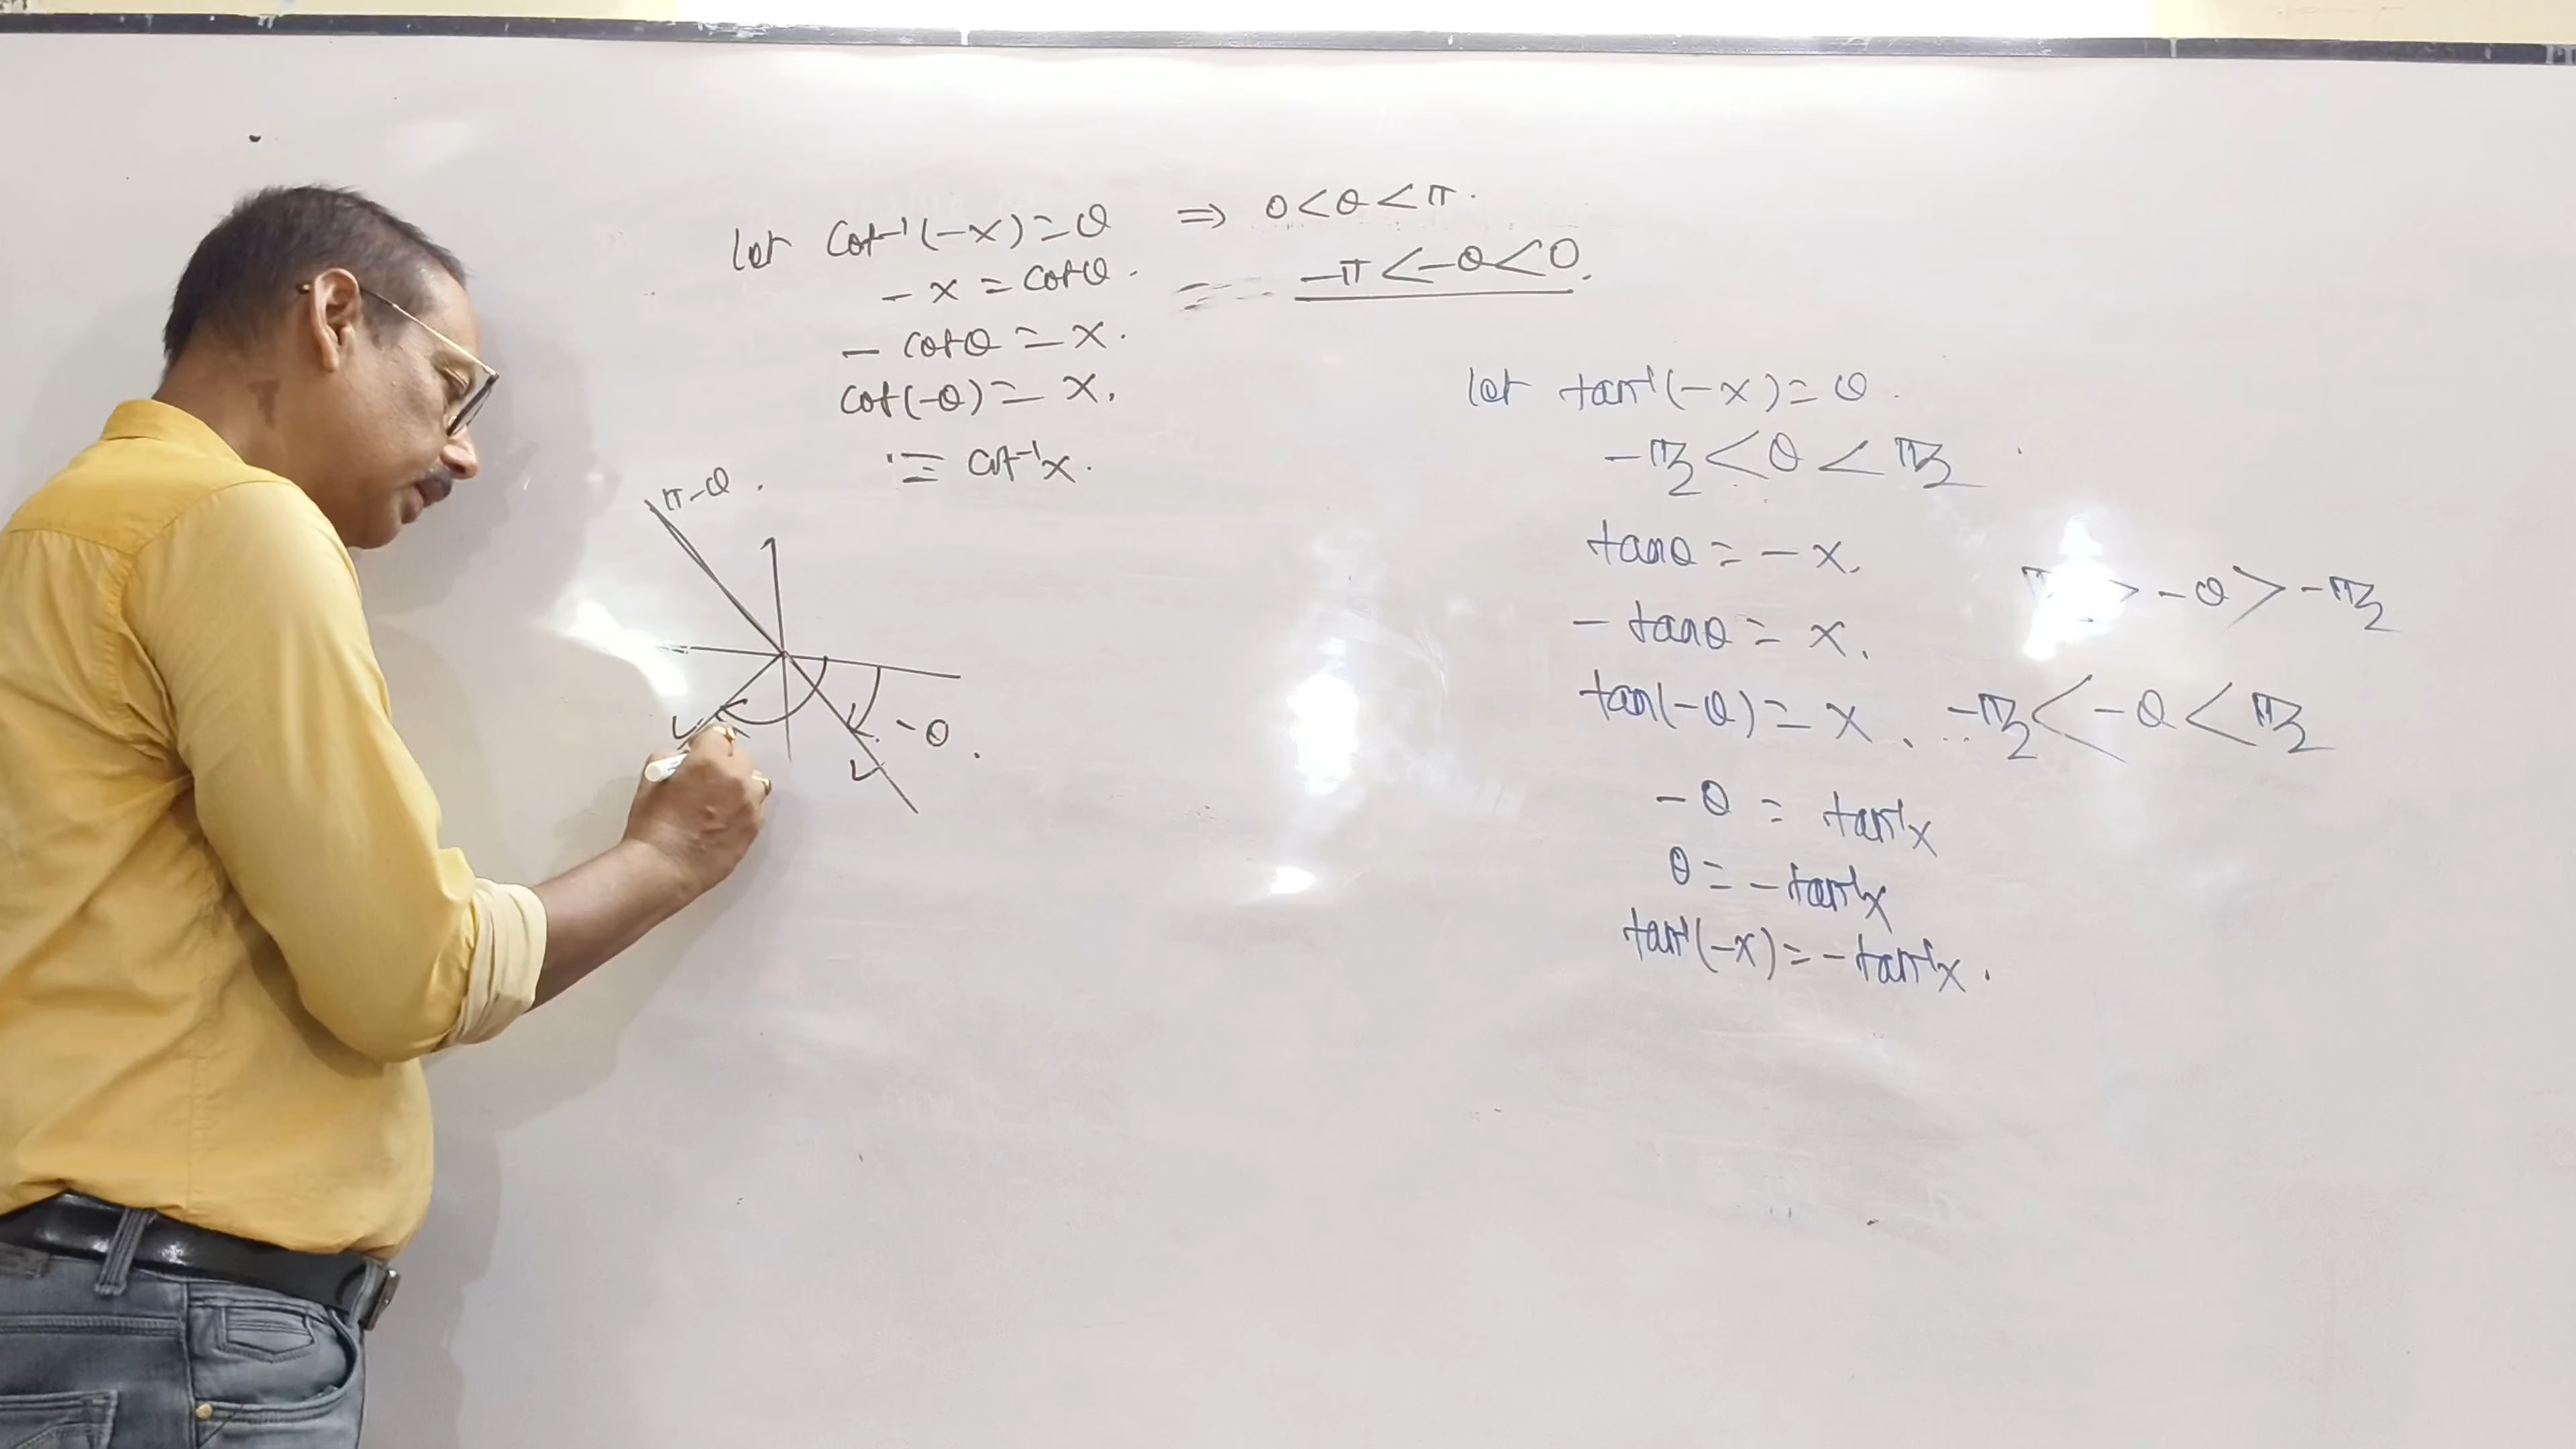 let cot⁻¹(-x) = θ ⇒ 0 < θ < π.
-x = cotθ.
= -π < -θ < 0.
- cotθ = x.
cot(-θ) = x.
= cot⁻¹x.
π-θ.
-θ.
let tan⁻¹(-x) = θ.
-π/2 < θ < π/2
tanθ = -x.
> -θ > -π/2
- tanθ = x.
tan(-θ) = x. -π/2 < -θ < π/2
-θ = tan⁻¹x
θ = -tan⁻¹x
tan⁻¹(-x) = -tan⁻¹x.